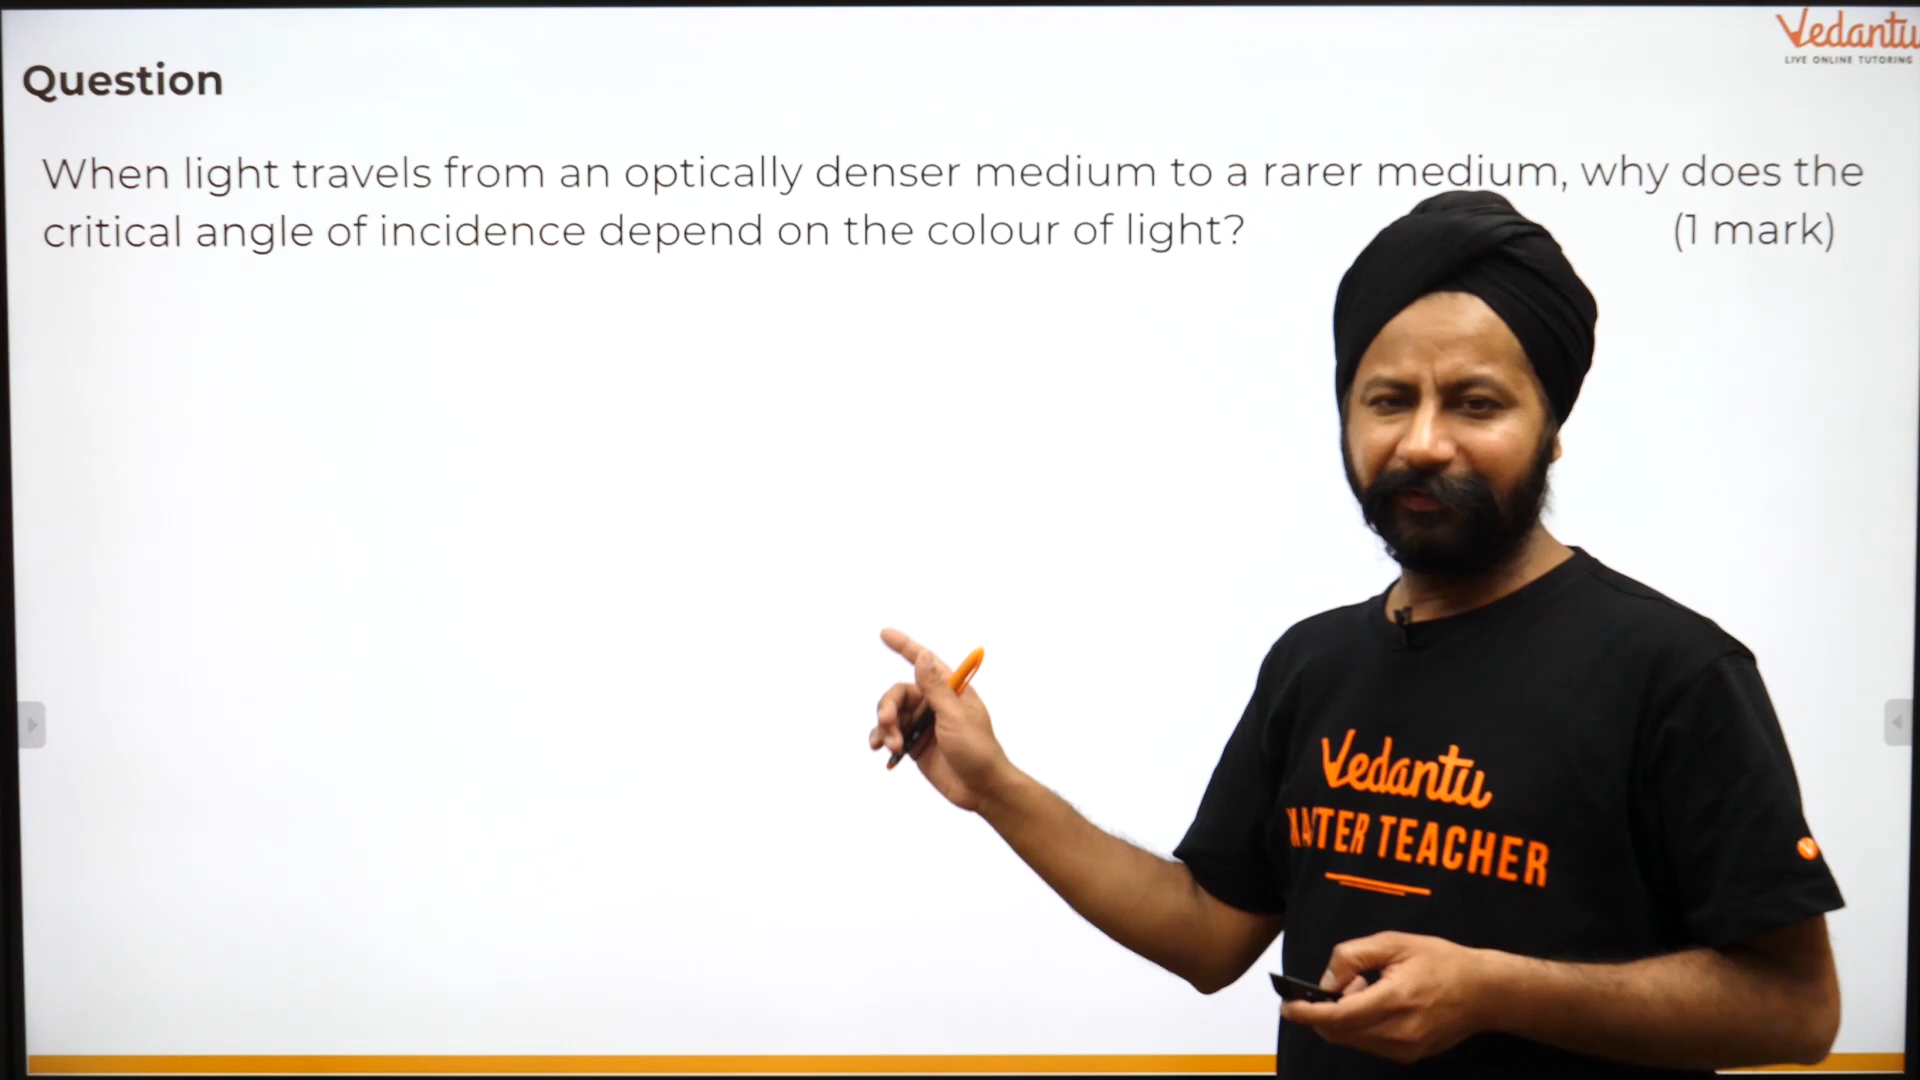 Vedantu
LIVE ONLINE TUTORING
Question
When light travels from an optically denser medium to a rarer medium, why does the
critical angle of incidence depend on the colour of light? (1 mark)
Vedantu
TEACHER